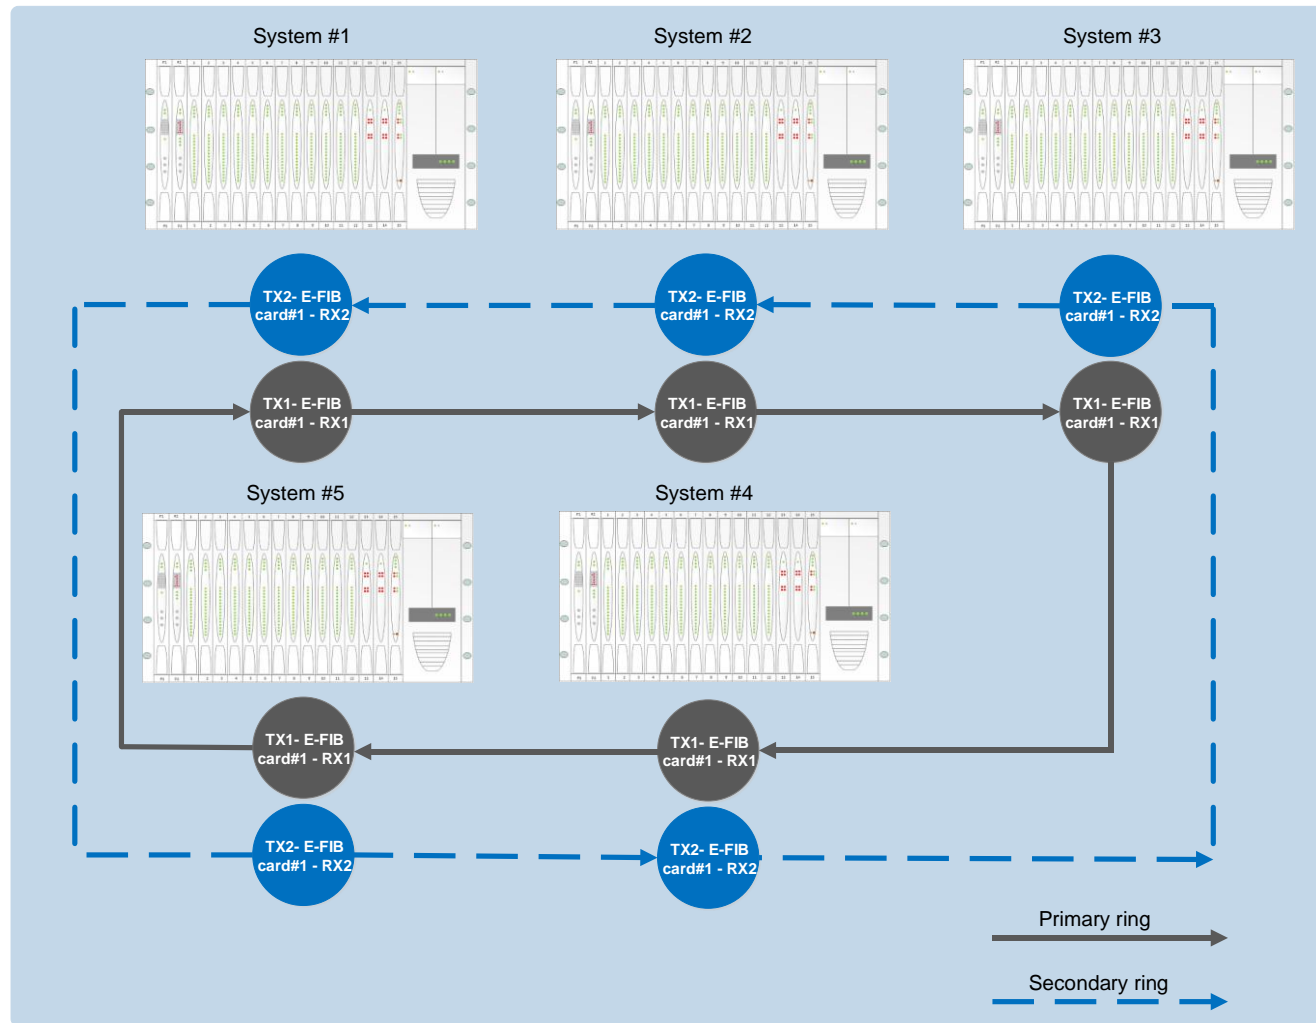 System #1
System #2
System #3
TX2- E-FIB
card#1 - RX2
TX2- E-FIB
card#1 - RX2
TX2- E-FIB
card#1 - RX2
TX1- E-FIB
card#1 - RX1
TX1- E-FIB
card#1 - RX1
TX1- E-FIB
card#1 - RX1
System #5
System #4
TX1- E-FIB
card#1 - RX1
TX1- E-FIB
card#1 - RX1
TX2- E-FIB
card#1 - RX2
TX2- E-FIB
card#1 - RX2
Primary ring
Secondary ring